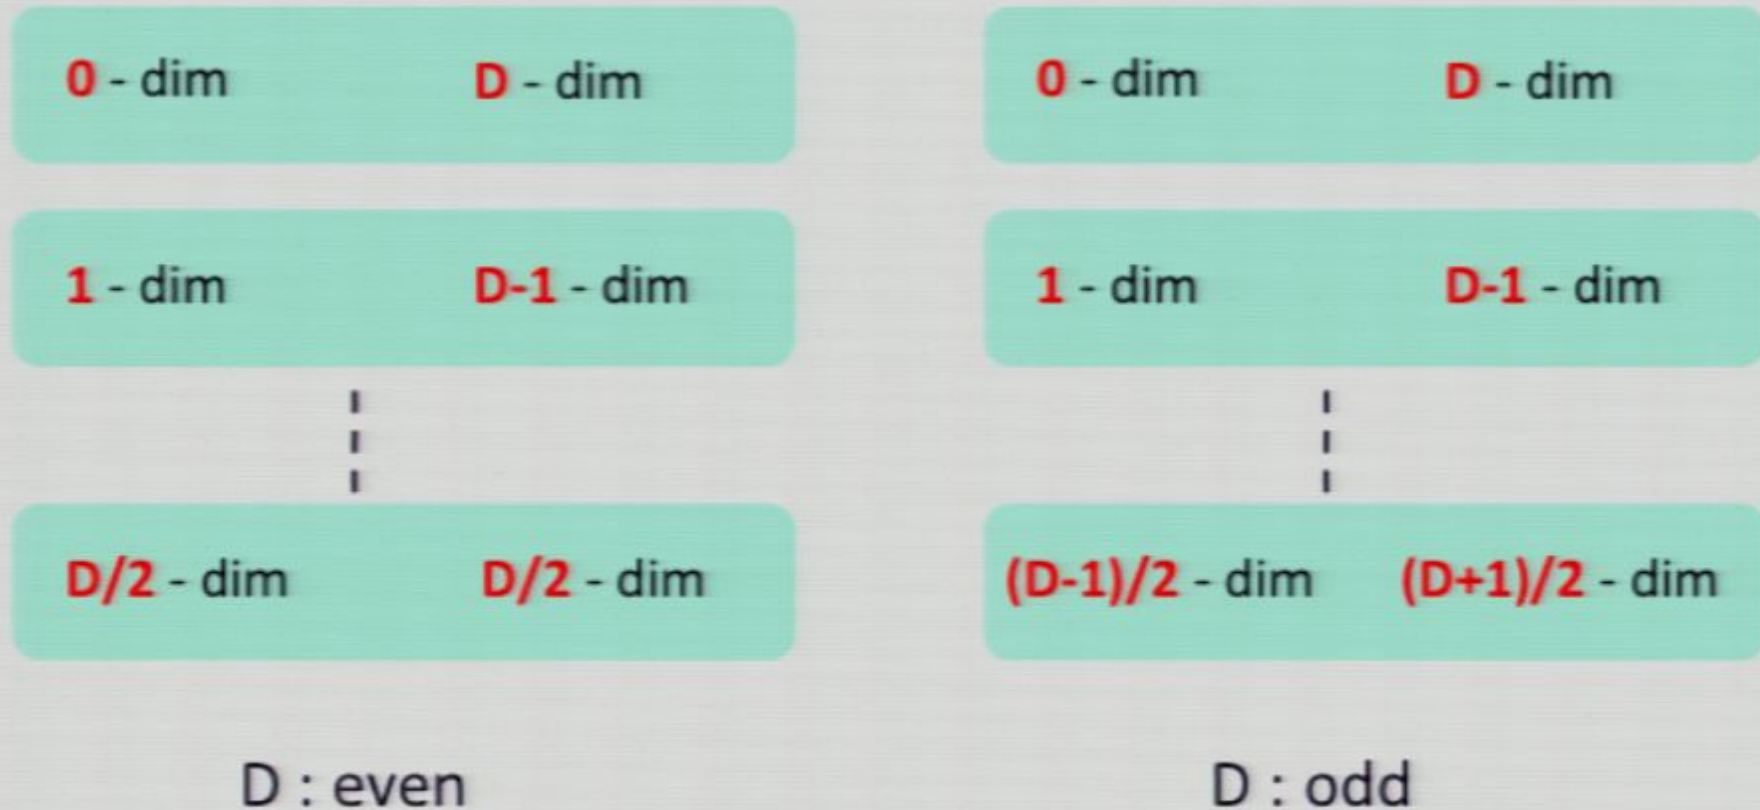 0 - dim D - dim
1 - dim D-1 - dim
D/2 - dim D/2 - dim
D : even
0 - dim D - dim
1 - dim D-1 - dim
(D-1)/2 - dim (D+1)/2 - dim
D : odd